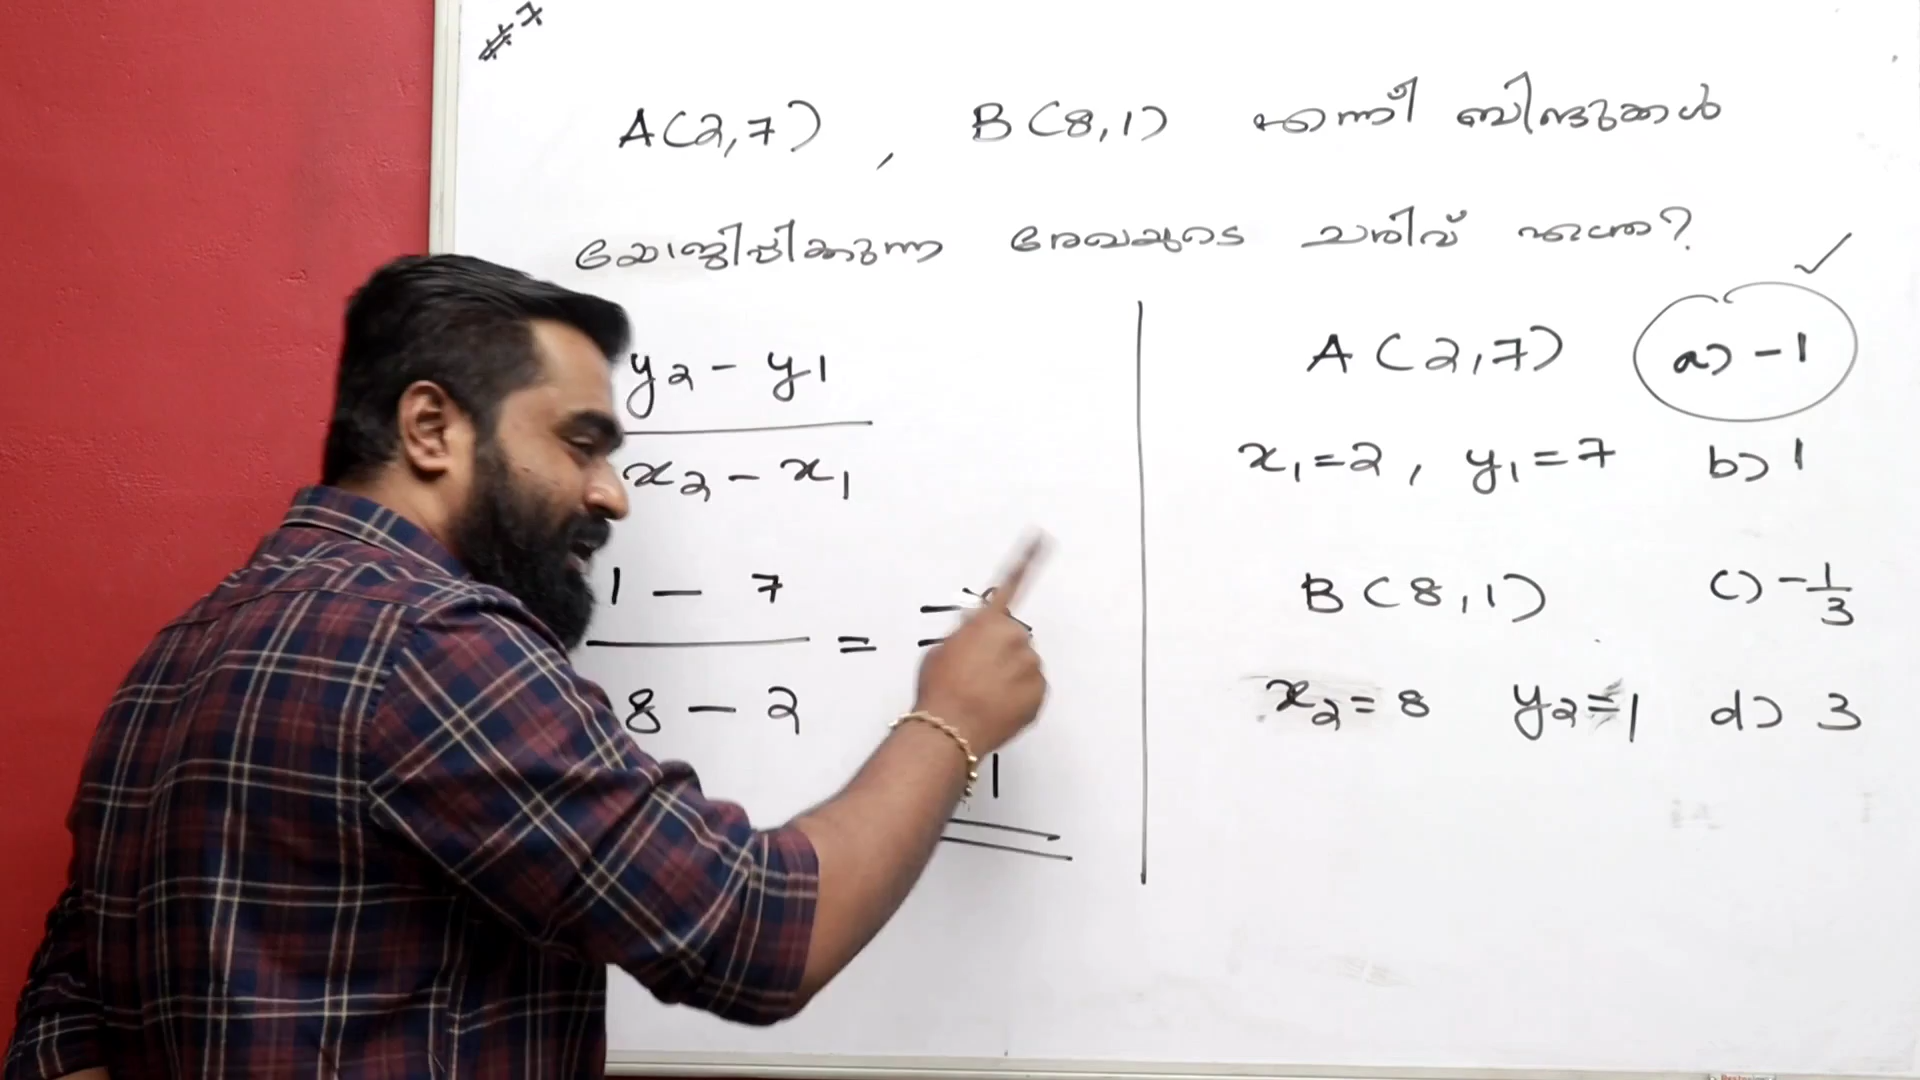 #7
A(2,7) , B(8,1) എന്നീ ബിന്ദുക്കൾ
യോജിപ്പിക്കുന്ന രേഖയുടെ ചരിവ് എത്ര?
y2 - y1
x2 - x1
1 - 7
=
8 - 2
1
A(2,7)
a) -1
x1=2, y1=7
b) 1
B(8,1)
c) -1/3
x2=8 y2=1
d) 3